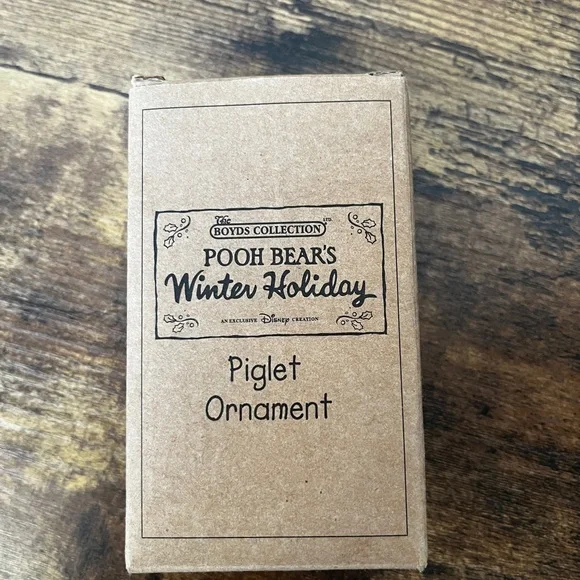 The
BOYDS COLLECTION LTD.
POOH BEAR'S
Winter Holiday
AN EXCLUSIVE Disney CREATION
Piglet
Ornament